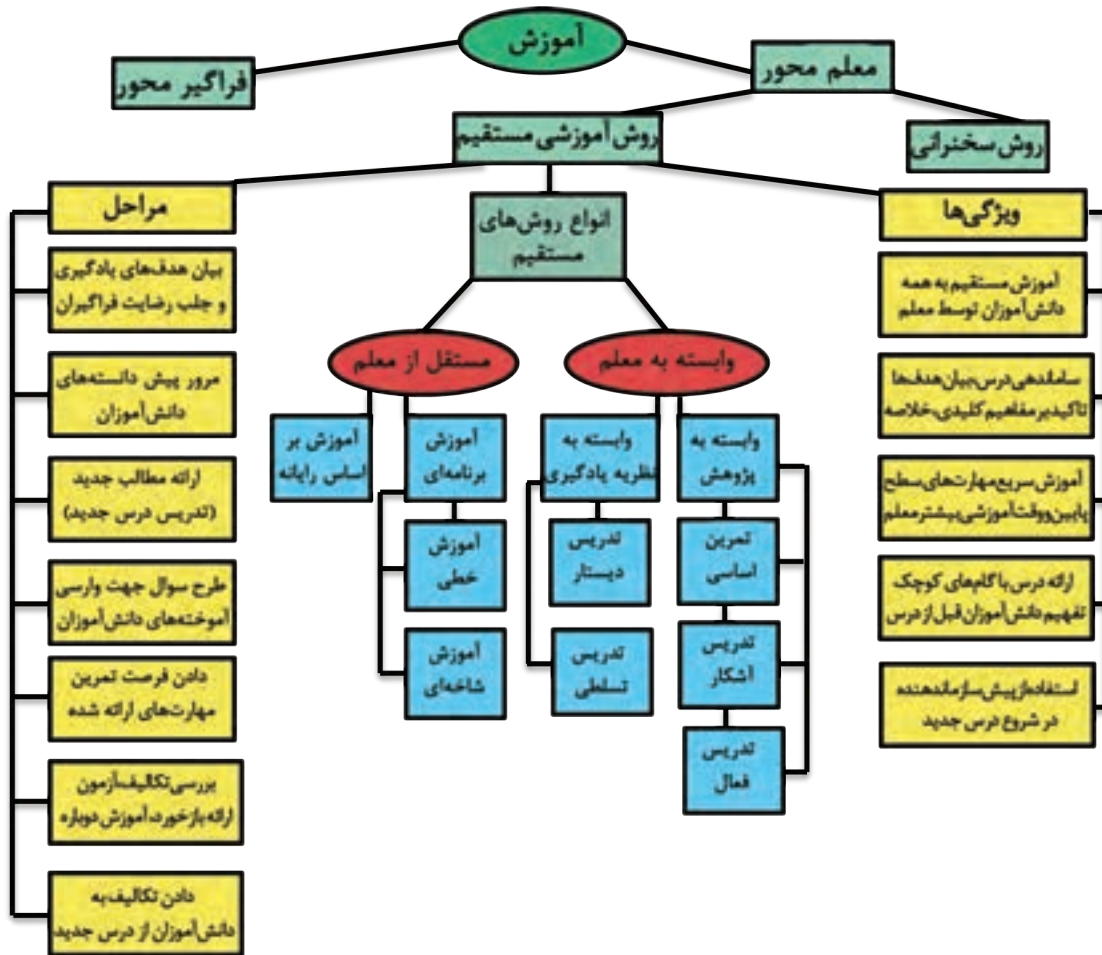 آموزش
معلم محور
فراگیر محور
روش سخنرانی
روش آموزشی مستقیم
ویژگی‌ها
آموزش مستقیم به همه
دانش‌آموزان توسط معلم
ساماندهی درس، بیان هدف‌ها
تاکید بر مفاهیم کلیدی، خلاصه
آموزش سریع مهارت‌های سطح
پایین و وقت آموزشی بیشتر معلم
ارائه درس با گام‌های کوچک
تفهیم دانش‌آموزان قبل از درس
استفاده از پیش سازماندهنده
در شروع درس جدید
انواع روش‌های
مستقیم
وابسته به معلم
وابسته به
پژوهش
تمرین
اساسی
تدریس
آشکار
تدریس
فعال
وابسته به
نظریه یادگیری
تدریس
دیستار
تدریس
تسلطی
مستقل از معلم
آموزش
برنامه‌ای
آموزش
خطی
آموزش
شاخه‌ای
آموزش بر
اساس رایانه
مراحل
بیان هدف‌های یادگیری
و جلب رضایت فراگیران
مرور پیش دانسته‌های
دانش‌آموزان
ارائه مطالب جدید
(تدریس درس جدید)
طرح سوال جهت وارسی
آموخته‌های دانش‌آموزان
دادن فرصت تمرین
مهارت‌های ارائه شده
بررسی تکالیف، آزمون
ارائه بازخورد، آموزش دوباره
دادن تکالیف به
دانش‌آموزان از درس جدید